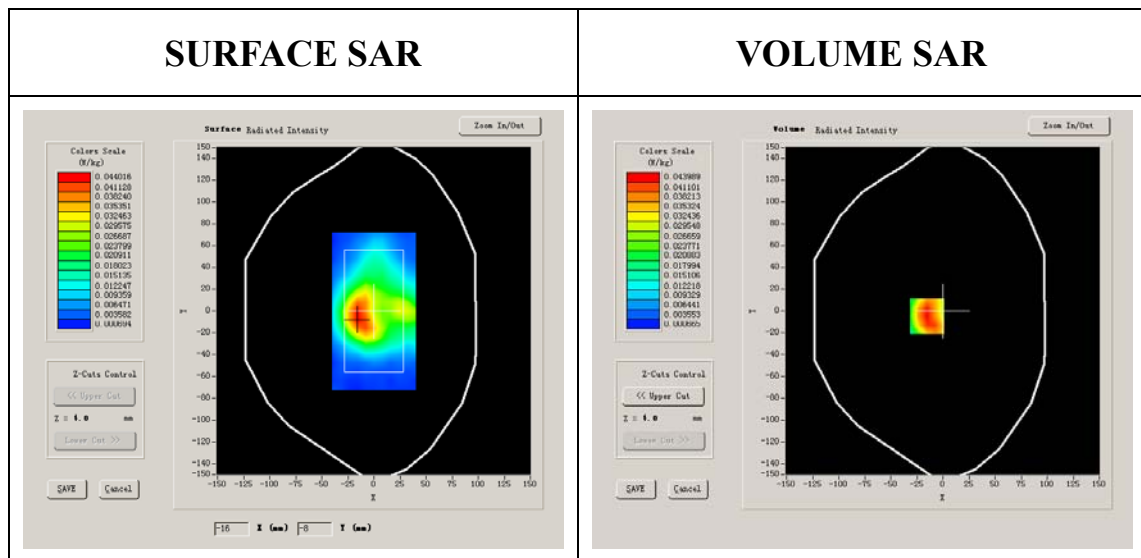 SURFACE SAR
VOLUME SAR
Surface Radiated Intensity
Zoom In/Out
Colors Scale
(W/kg)
0.044016
0.041128
0.038240
0.035351
0.032463
0.029575
0.026687
0.023799
0.020911
0.018023
0.015135
0.012247
0.009359
0.006471
0.003582
0.000694
150
140
120
100
80
60
40
20
0
-20
-40
-60
-80
-100
-120
-140
-150
Y
-150 -125 -100 -75 -50 -25 0 25 50 75 100 125 150
X
Z-Cuts Control
<< Upper Cut
Z = 4.0 mm
Lower Cut >>
SAVE
Cancel
-16 X (mm) -8 Y (mm)
Volume Radiated Intensity
Zoom In/Out
Colors Scale
(W/kg)
0.043989
0.041101
0.038213
0.035324
0.032436
0.029548
0.026659
0.023771
0.020883
0.017994
0.015106
0.012218
0.009329
0.006441
0.003553
0.000665
150
140
120
100
80
60
40
20
0
-20
-40
-60
-80
-100
-120
-140
-150
Y
-150 -125 -100 -75 -50 -25 0 25 50 75 100 125 150
X
Z-Cuts Control
<< Upper Cut
Z = 4.0 mm
Lower Cut >>
SAVE
Cancel